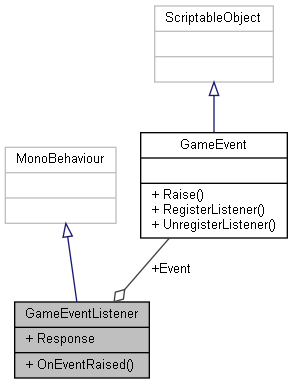 ScriptableObject
GameEvent
+ Raise()
+ RegisterListener()
+ UnregisterListener()
MonoBehaviour
+Event
GameEventListener
+ Response
+ OnEventRaised()